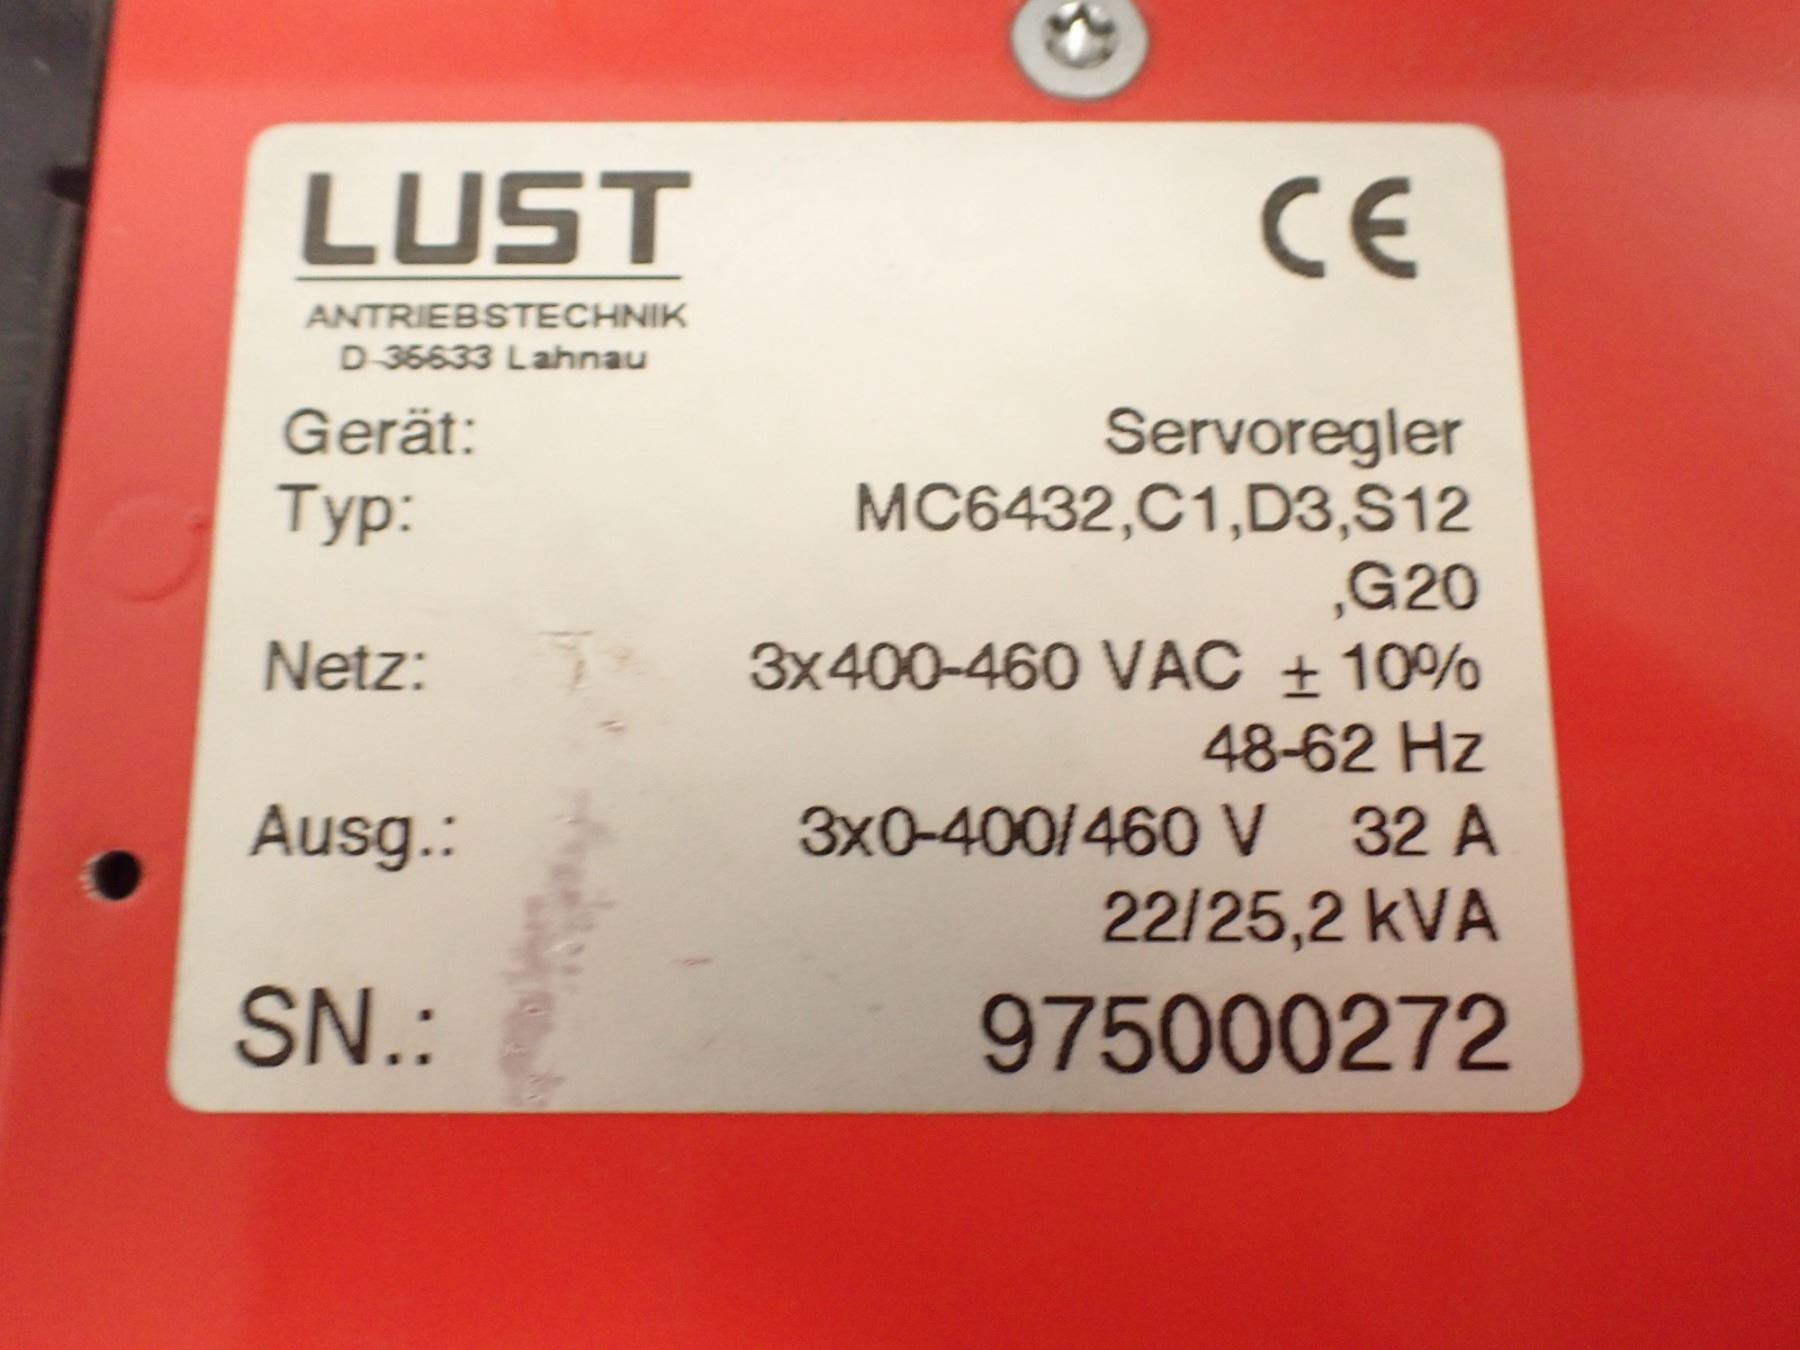 LUST
CE
ANTRIEBSTECHNIK
D-35633 Lahnau
Gerät: Servoregler
Typ: MC6432,C1,D3,S12
,G20
Netz: 3x400-460 VAC ± 10%
48-62 Hz
Ausg.: 3x0-400/460 V 32 A
22/25,2 kVA
SN.: 975000272